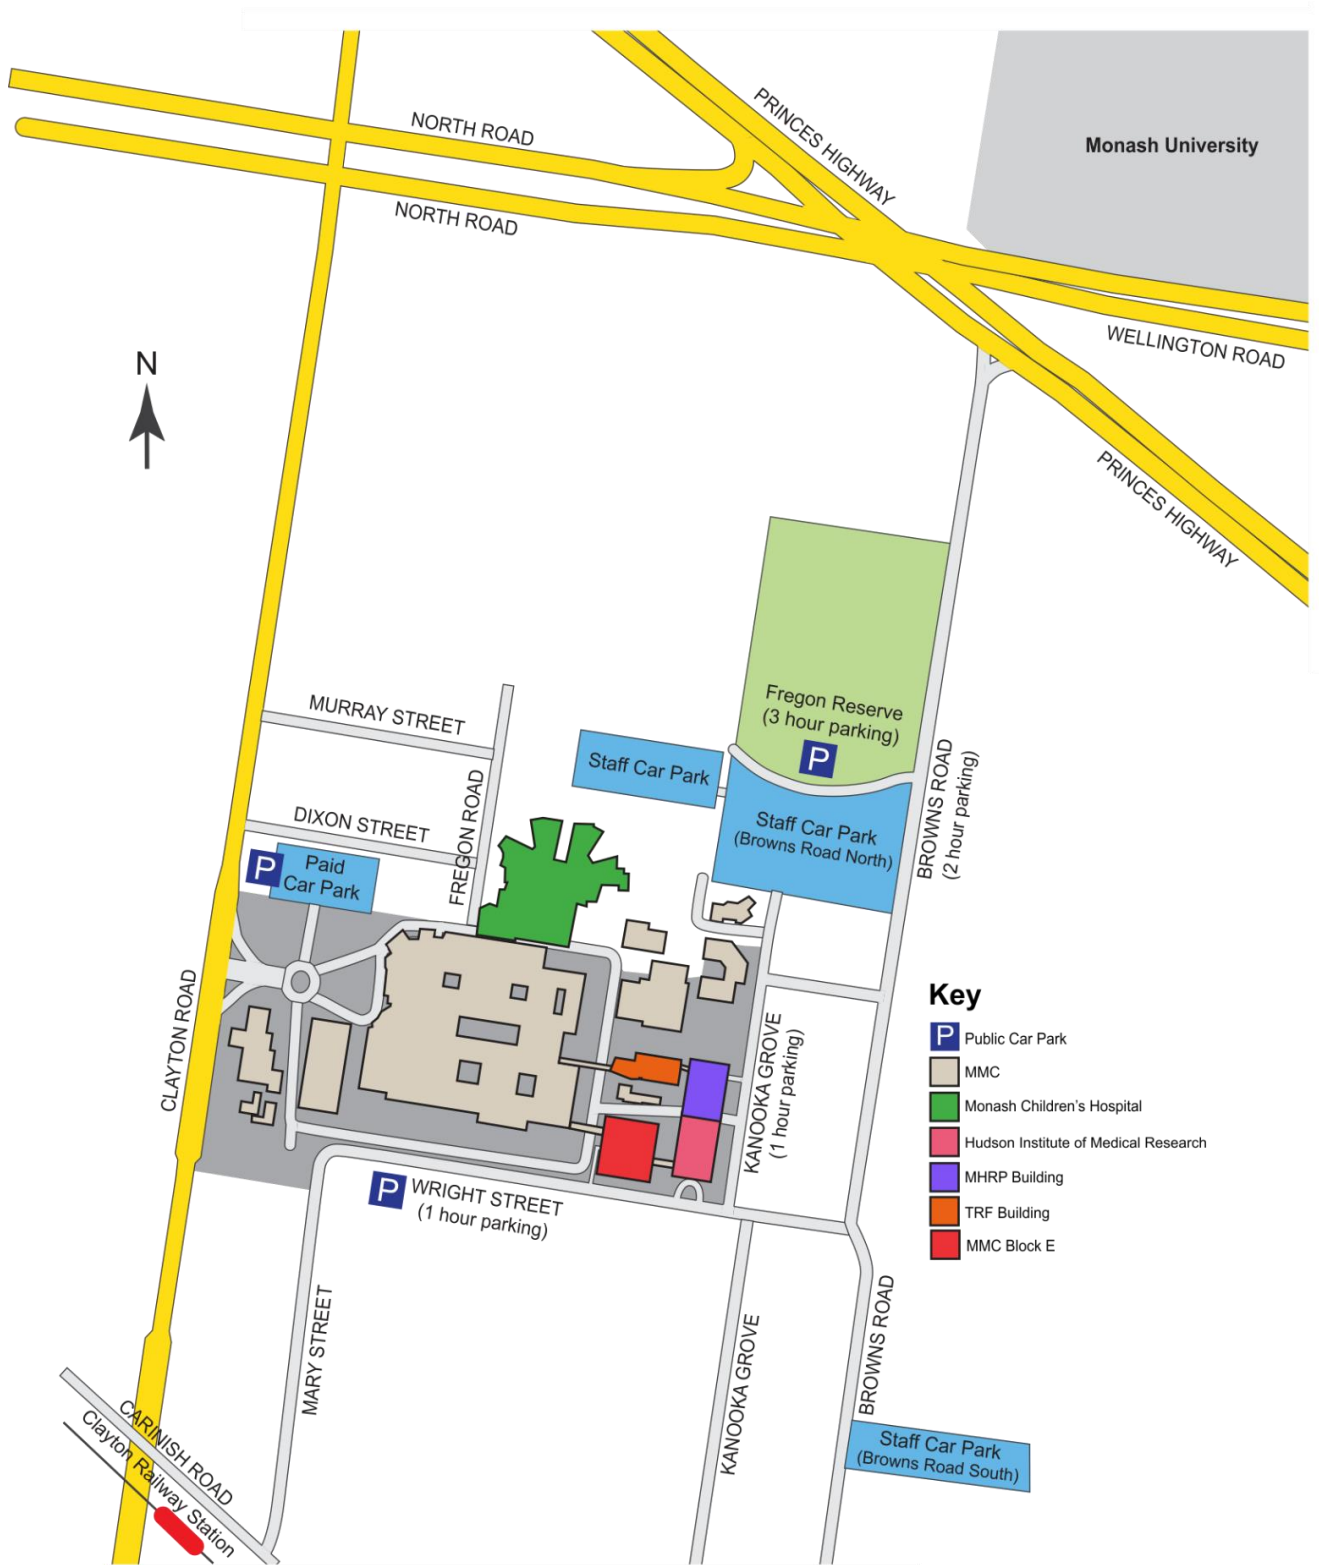 PRINCES HIGHWAY
NORTH ROAD
Monash University
NORTH ROAD
WELLINGTON ROAD
N
PRINCES HIGHWAY
Fregon Reserve
(3 hour parking)
P
MURRAY STREET
Staff Car Park
BROWNS ROAD
(2 hour parking)
FREGON ROAD
DIXON STREET
Staff Car Park
(Browns Road North)
P
Paid
Car Park
CLAYTON ROAD
KANOOKA GROVE
(1 hour parking)
Key
P
Public Car Park
MMC
Monash Children's Hospital
Hudson Institute of Medical Research
MHRP Building
TRF Building
MMC Block E
P
WRIGHT STREET
(1 hour parking)
MARY STREET
KANOOKA GROVE
BROWNS ROAD
CARINISH ROAD
Clayton Railway Station
Staff Car Park
(Browns Road South)